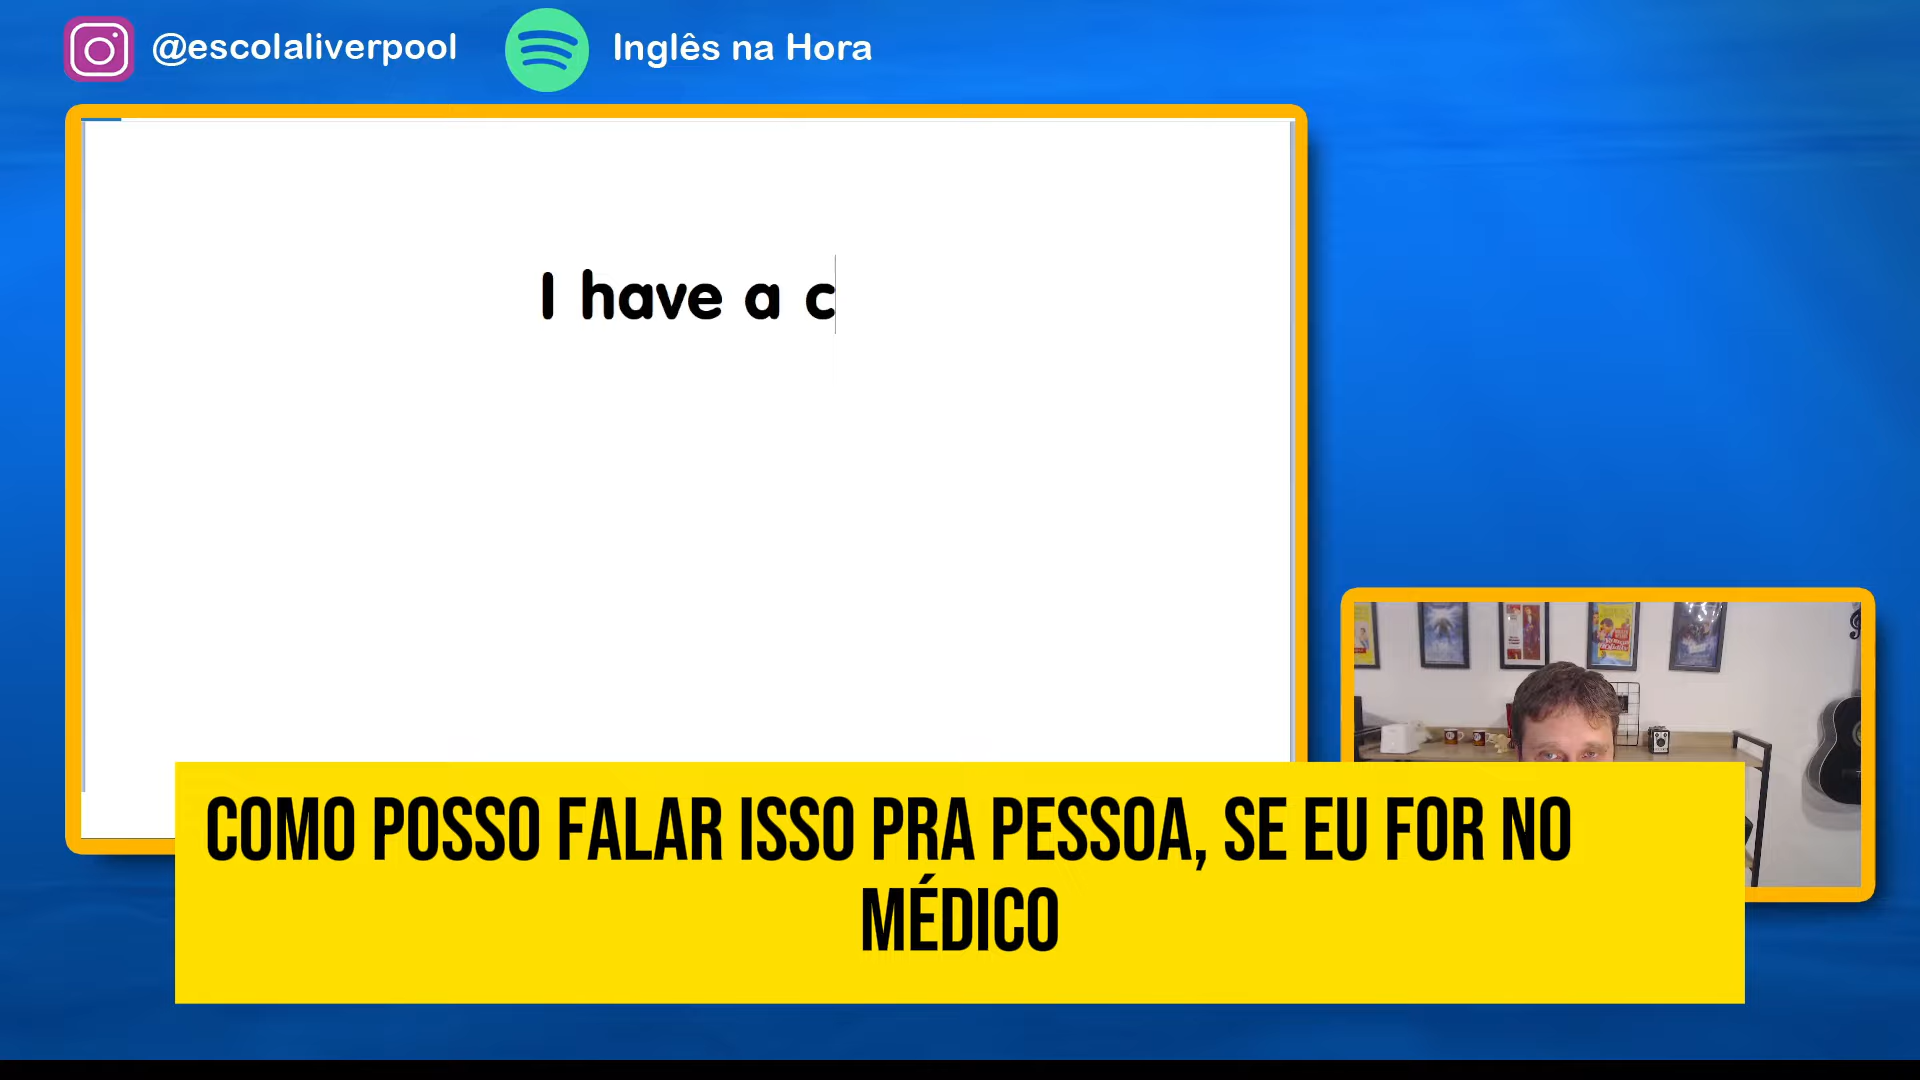 @escolaliverpool
Inglês na Hora
I have a c
COMO POSSO FALAR ISSO PRA PESSOA, SE EU FOR NO
MÉDICO